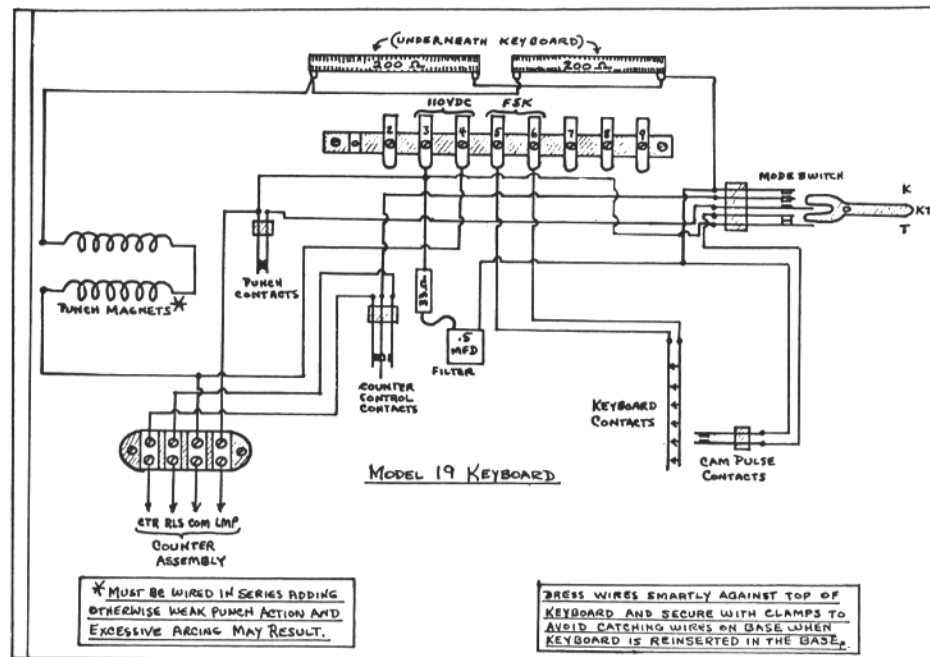 (UNDERNEATH KEYBOARD)
200 Ω 200 Ω
110VDC FSK
2 3 4 5 6 7 8 9
MODE SWITCH
K
KT
T
PUNCH
CONTACTS
PUNCH MAGNETS*
33Ω
.5
MFD
FILTER
COUNTER
CONTROL
CONTACTS
KEYBOARD
CONTACTS
CAM PULSE
CONTACTS
MODEL 19 KEYBOARD
CTR RLS COM LMP
COUNTER
ASSEMBLY
*MUST BE WIRED IN SERIES ADDING
OTHERWISE WEAK PUNCH ACTION AND
EXCESSIVE ARCING MAY RESULT.
DRESS WIRES SMARTLY AGAINST TOP OF
KEYBOARD AND SECURE WITH CLAMPS TO
AVOID CATCHING WIRES ON BASE WHEN
KEYBOARD IS REINSERTED IN THE BASE.